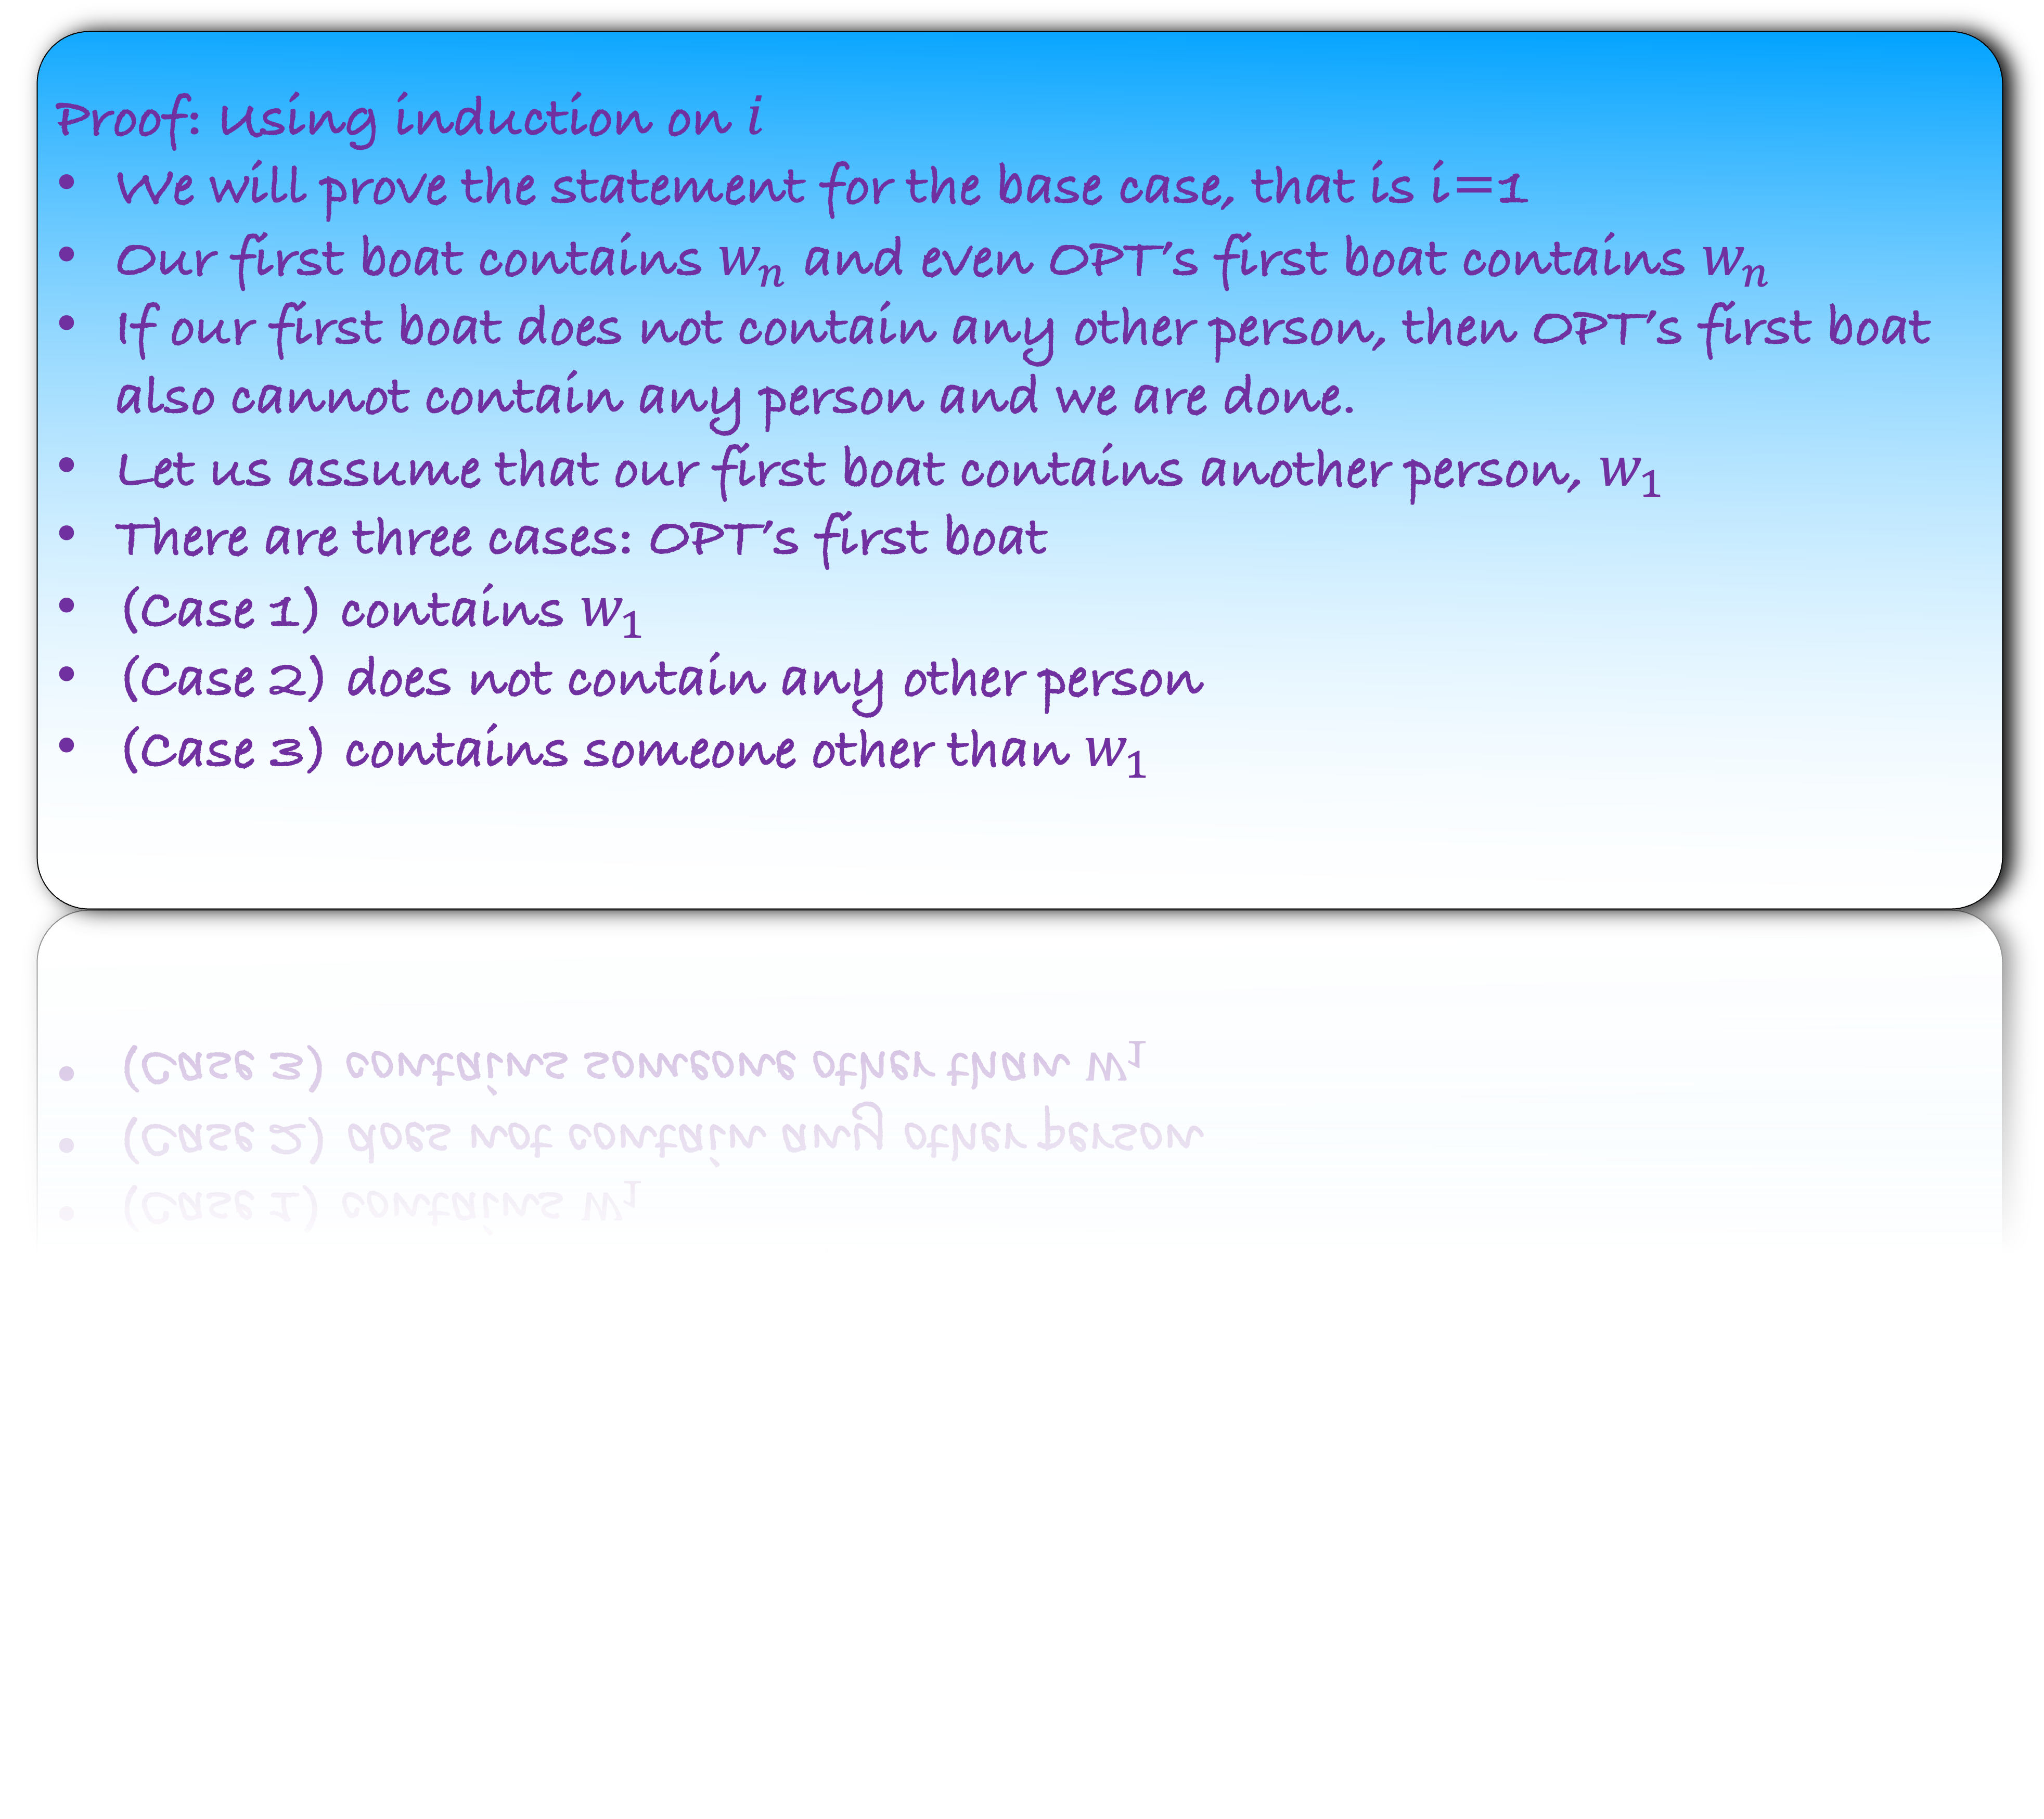 Proof: Using induction on i
• We will prove the statement for the base case, that is i=1
• Our first boat contains wₙ and even OPT's first boat contains wₙ
• If our first boat does not contain any other person, then OPT's first boat
also cannot contain any person and we are done.
• Let us assume that our first boat contains another person, w₁
• There are three cases: OPT's first boat
• (Case 1) contains w₁
• (Case 2) does not contain any other person
• (Case 3) contains someone other than w₁